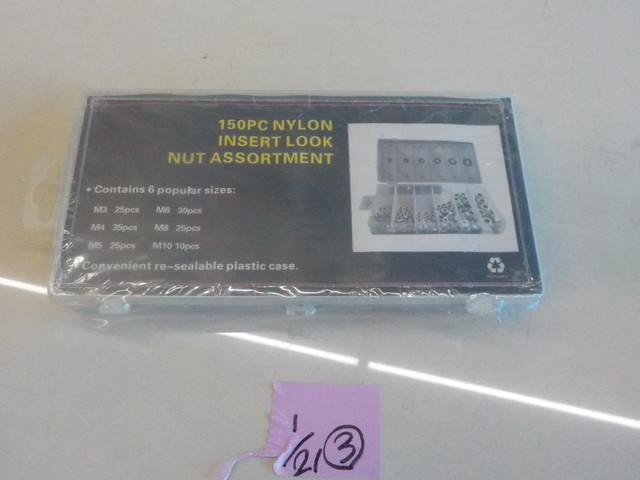 150PC NYLON
INSERT LOOK
NUT ASSORTMENT
• Contains 6 popular sizes:
M3 25pcs M6 30pcs
M4 35pcs M8 25pcs
M5 25pcs M10 10pcs
• Convenient re-sealable plastic case.
1/21 3